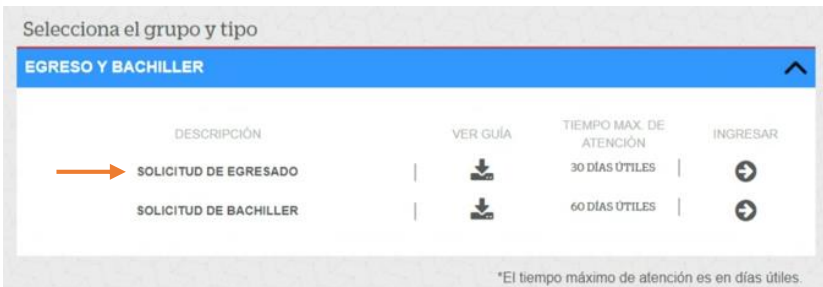 Selecciona el grupo y tipo
EGRESO Y BACHILLER
DESCRIPCIÓN VER GUÍA TIEMPO MAX. DE ATENCIÓN INGRESAR
SOLICITUD DE EGRESADO 30 DÍAS ÚTILES
SOLICITUD DE BACHILLER 60 DÍAS ÚTILES
*El tiempo máximo de atención es en días útiles.